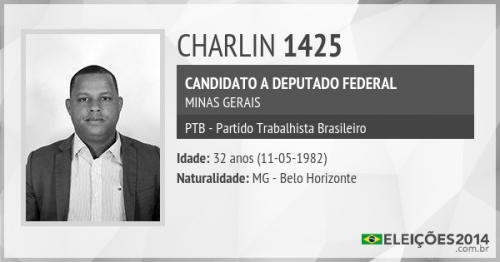 CHARLIN 1425
CANDIDATO A DEPUTADO FEDERAL
MINAS GERAIS
PTB - Partido Trabalhista Brasileiro
Idade: 32 anos (11-05-1982)
Naturalidade: MG - Belo Horizonte
ELEIÇÕES2014
.com.br